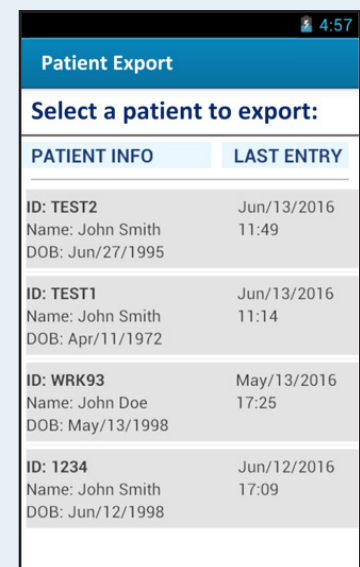 4:57
Patient Export
Select a patient to export:
PATIENT INFO LAST ENTRY
ID: TEST2 Jun/13/2016
Name: John Smith 11:49
DOB: Jun/27/1995
ID: TEST1 Jun/13/2016
Name: John Smith 11:14
DOB: Apr/11/1972
ID: WRK93 May/13/2016
Name: John Doe 17:25
DOB: May/13/1998
ID: 1234 Jun/12/2016
Name: John Smith 17:09
DOB: Jun/12/1998